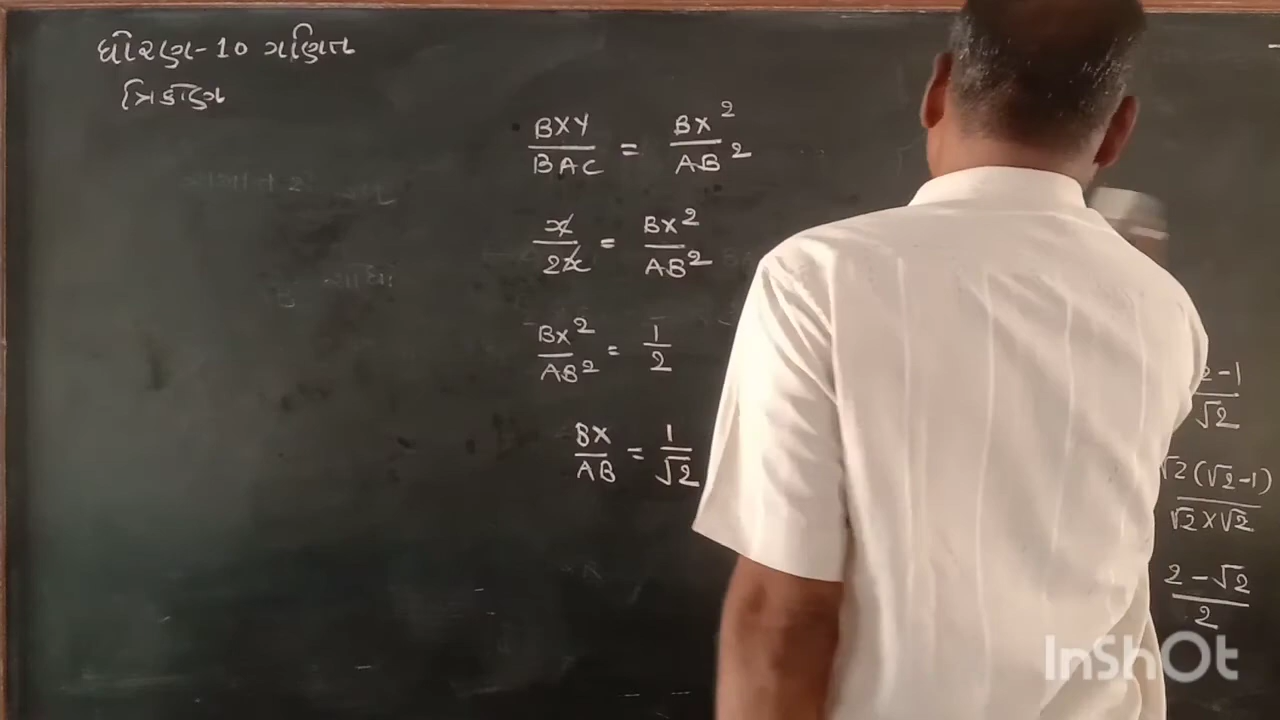 ધોરણ-10 ગણિત
ત્રિકોણ
BXY/BAC = BX²/AB²
x/2x = BX²/AB²
BX²/AB² = 1/2
BX/AB = 1/√2
2-1/√2
√2(√2-1)/√2×√2
2-√2/2
InShOt